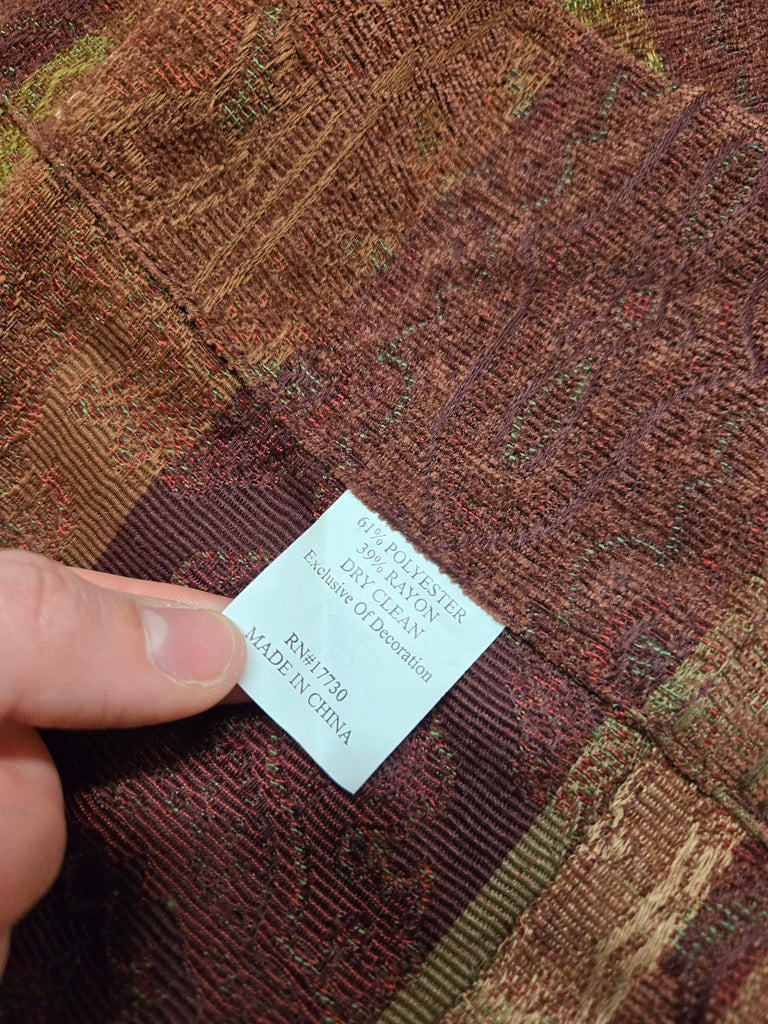 61% POLYESTER
39% RAYON
DRY CLEAN
Exclusive Of Decoration
RN#17730
MADE IN CHINA